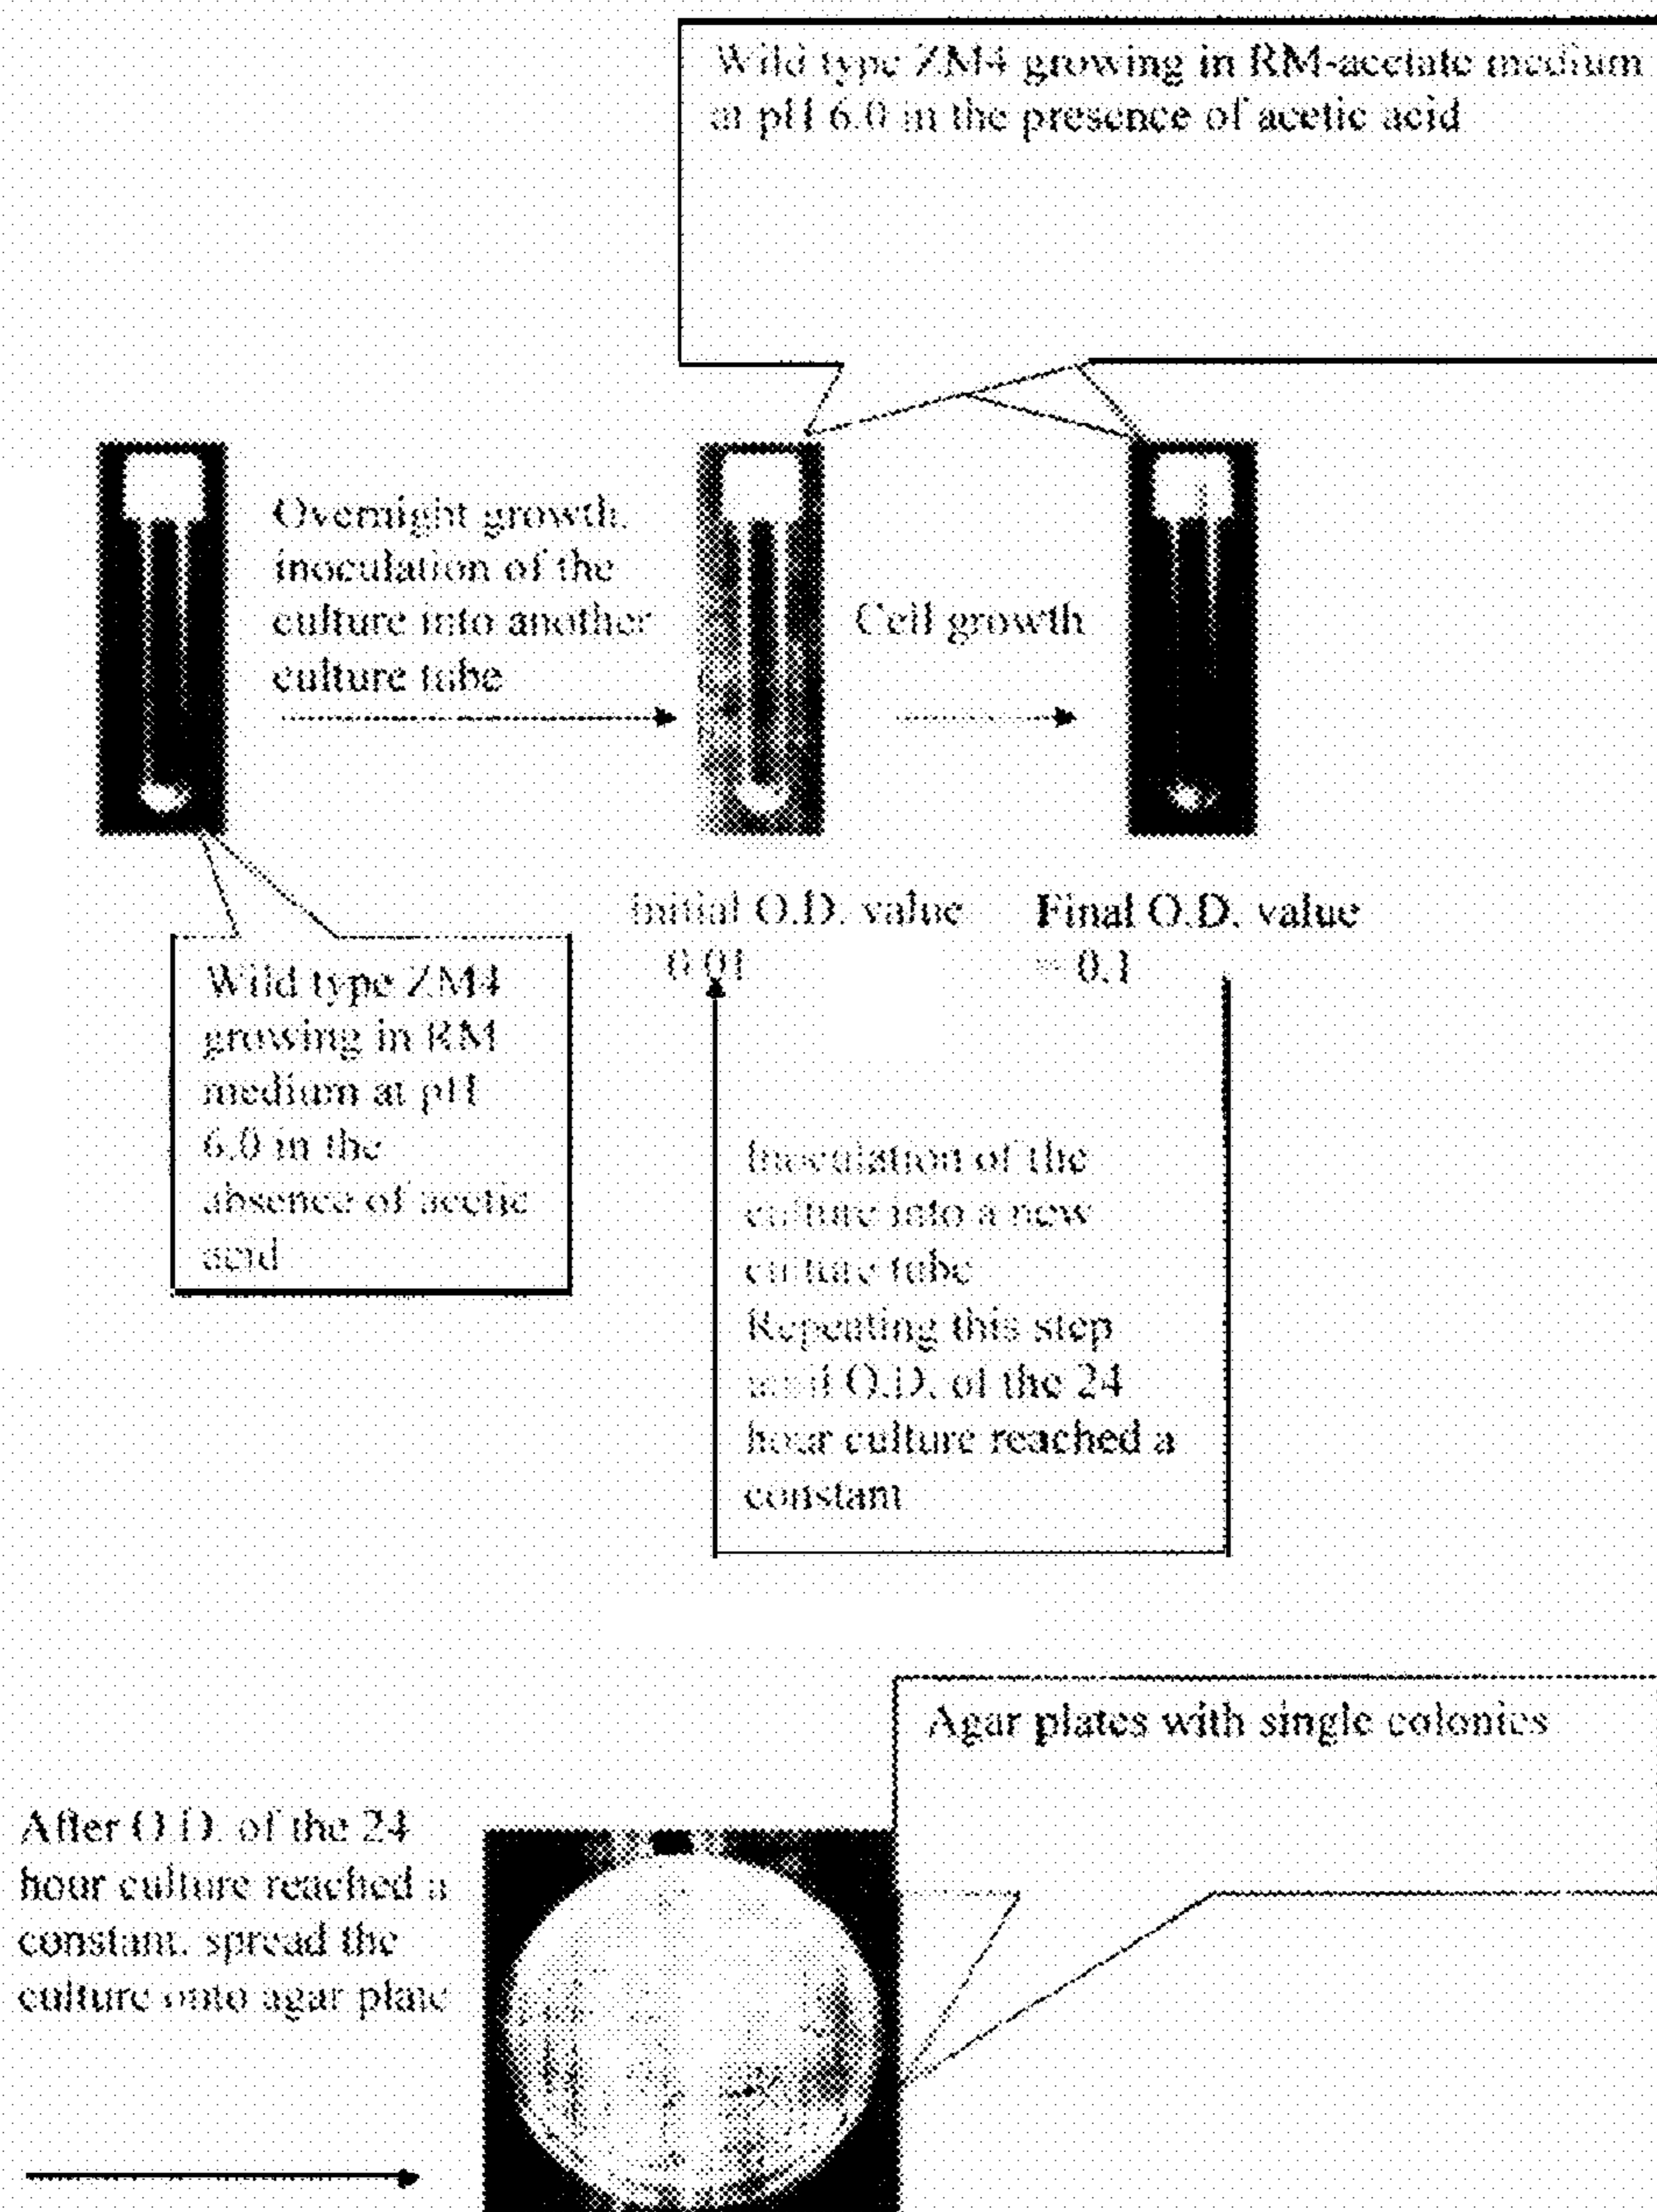 Wild type ZM4 growing in RM-acetate medium
at pH 6.0 in the presence of acetic acid
Overnight growth,
inoculation of the
culture into another
culture tube
Cell growth
Initial O.D. value
0.01
Final O.D. value
= 0.1
Wild type ZM4
growing in RM
medium at pH
6.0 in the
absence of acetic
acid
Inoculation of the
culture into a new
culture tube
Repeating this step
until O.D. of the 24
hour culture reached a
constant
Agar plates with single colonies
After O.D. of the 24
hour culture reached a
constant, spread the
culture onto agar plate